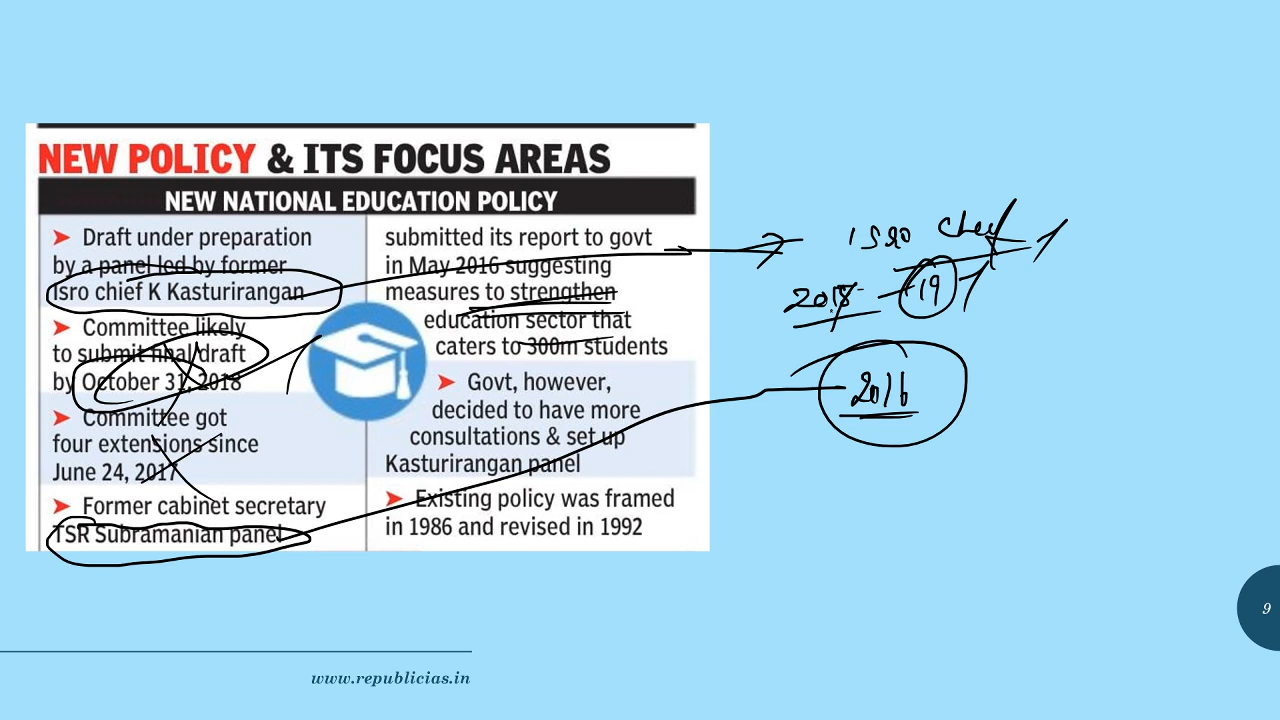 NEW POLICY & ITS FOCUS AREAS
NEW NATIONAL EDUCATION POLICY
➤ Draft under preparation
by a panel led by former
Isro chief K Kasturirangan
➤ Committee likely
to submit final draft
by October 31, 2018
➤ Committee got
four extensions since
June 24, 2017
➤ Former cabinet secretary
TSR Subramanian panel
submitted its report to govt
in May 2016 suggesting
measures to strengthen
education sector that
caters to 300m students
➤ Govt, however,
decided to have more
consultations & set up
Kasturirangan panel
➤ Existing policy was framed
in 1986 and revised in 1992
ISRO Chef
2018 - 19
2016
9
www.republicias.in